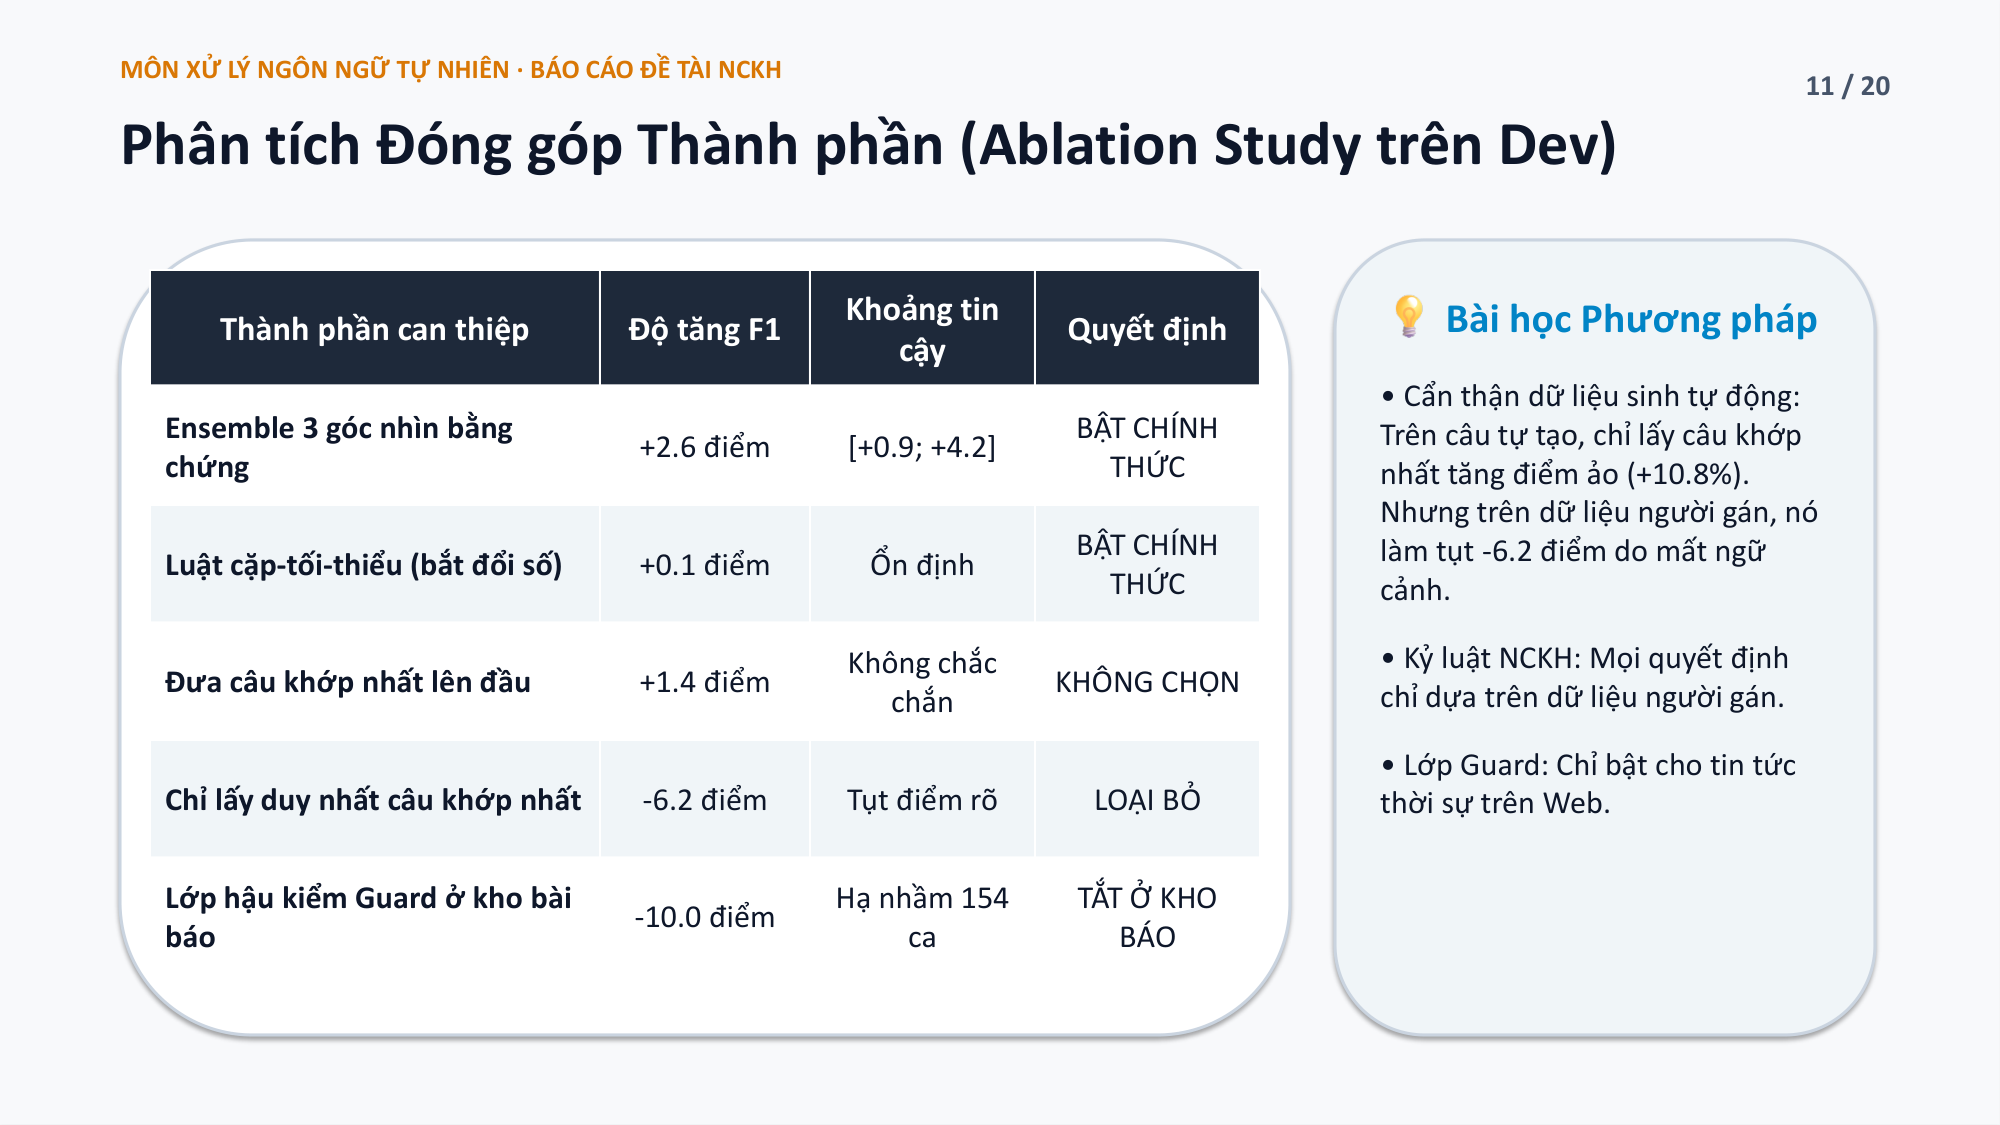 MÔN XỬ LÝ NGÔN NGỮ TỰ NHIÊN · BÁO CÁO ĐỀ TÀI NCKH
11 / 20
Phân tích Đóng góp Thành phần (Ablation Study trên Dev)
Thành phần can thiệp
Độ tăng F1
Khoảng tin
cậy
Quyết định
Ensemble 3 góc nhìn bằng
chứng
+2.6 điểm
[+0.9; +4.2]
BẬT CHÍNH
THỨC
Luật cặp-tối-thiểu (bắt đổi số)
+0.1 điểm
Ổn định
BẬT CHÍNH
THỨC
Đưa câu khớp nhất lên đầu
+1.4 điểm
Không chắc
chắn
KHÔNG CHỌN
Chỉ lấy duy nhất câu khớp nhất
-6.2 điểm
Tụt điểm rõ
LOẠI BỎ
Lớp hậu kiểm Guard ở kho bài
báo
-10.0 điểm
Hạ nhầm 154
ca
TẮT Ở KHO
BÁO
Bài học Phương pháp
• Cẩn thận dữ liệu sinh tự động:
Trên câu tự tạo, chỉ lấy câu khớp
nhất tăng điểm ảo (+10.8%).
Nhưng trên dữ liệu người gán, nó
làm tụt -6.2 điểm do mất ngữ
cảnh.
• Kỷ luật NCKH: Mọi quyết định
chỉ dựa trên dữ liệu người gán.
• Lớp Guard: Chỉ bật cho tin tức
thời sự trên Web.